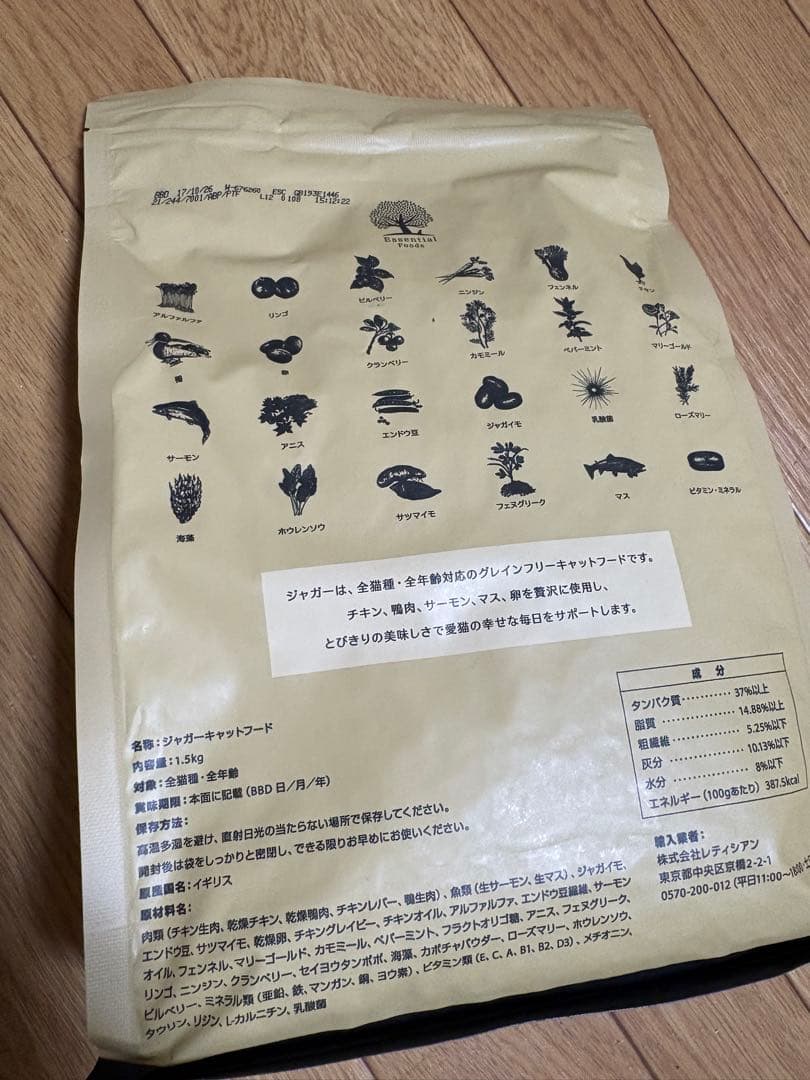 BBD 17/10/26 M-E76260 ESC GB193E1446
21/244/7001/ABP/PTF L12 0108 15:12:22
Essential
Foods
アルファルファ
リンゴ
ビルベリー
ニンジン
フェンネル
チキン
鴨
卵
クランベリー
カモミール
ペパーミント
マリーゴールド
サーモン
アニス
エンドウ豆
ジャガイモ
乳酸菌
ローズマリー
海藻
ホウレンソウ
サツマイモ
フェヌグリーク
マス
ビタミン・ミネラル
ジャガーは、全猫種・全年齢対応のグレインフリーキャットフードです。
チキン、鴨肉、サーモン、マス、卵を贅沢に使用し、
とびきりの美味しさで愛猫の幸せな毎日をサポートします。
成 分
タンパク質 37%以上
脂質 14.88%以上
粗繊維 5.25%以下
灰分 10.13%以下
水分 8%以下
エネルギー(100gあたり) 387.5kcal
名称:ジャガーキャットフード
内容量:1.5kg
対象:全猫種・全年齢
賞味期限:本面に記載(BBD 日/月/年)
保存方法:
高温多湿を避け、直射日光の当たらない場所で保存してください。
開封後は袋をしっかりと密閉し、できる限りお早めにお使いください。
原産国名:イギリス
原材料名:
肉類(チキン生肉、乾燥チキン、乾燥鴨肉、チキンレバー、鴨生肉)、魚類(生サーモン、生マス)、ジャガイモ、
エンドウ豆、サツマイモ、乾燥卵、チキングレイビー、チキンオイル、アルファルファ、エンドウ豆繊維、サーモン
オイル、フェンネル、マリーゴールド、カモミール、ペパーミント、フラクトオリゴ糖、アニス、フェヌグリーク、
リンゴ、ニンジン、クランベリー、セイヨウタンポポ、海藻、カボチャパウダー、ローズマリー、ホウレンソウ、
ビルベリー、ミネラル類(亜鉛、鉄、マンガン、銅、ヨウ素)、ビタミン類(E、C、A、B1、B2、D3)、メチオニン、
タウリン、リジン、L-カルニチン、乳酸菌
輸入業者:
株式会社レティシアン
東京都中央区京橋2-2-1
0570-200-012(平日11:00〜18:00・土